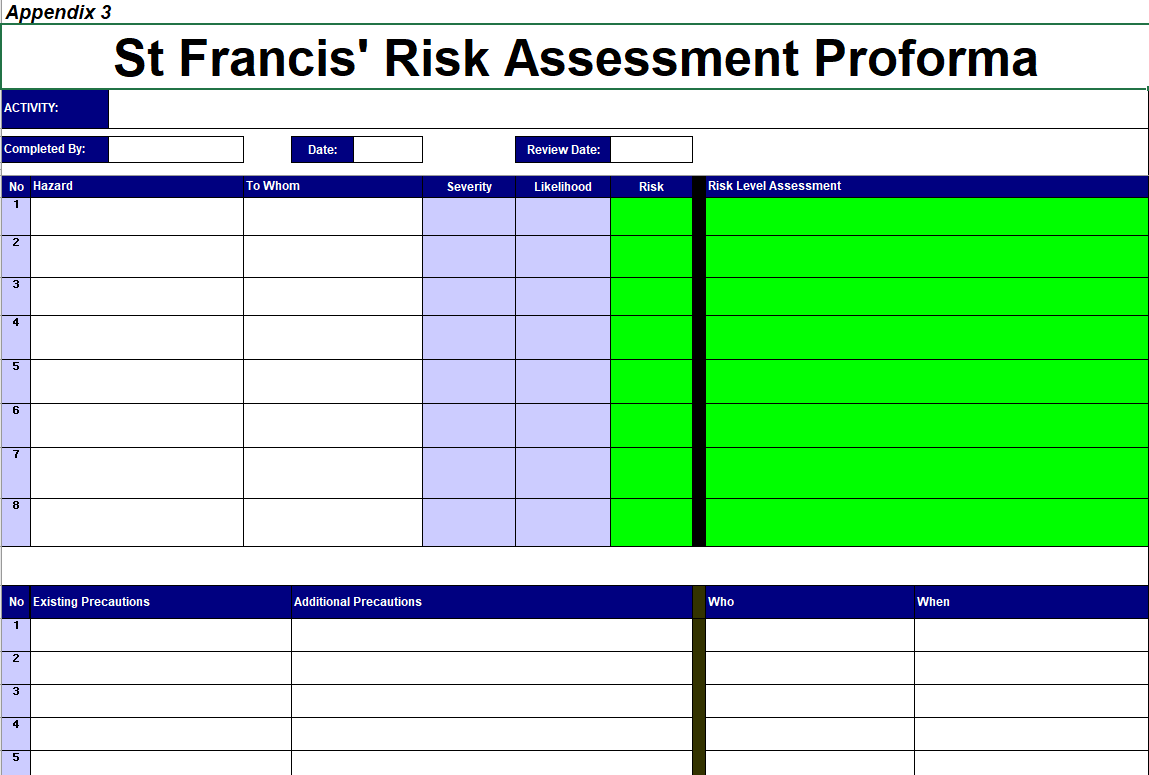 Appendix 3
St Francis' Risk Assessment Proforma
ACTIVITY:
Completed By: Date: Review Date:
No Hazard To Whom Severity Likelihood Risk Risk Level Assessment
1
2
3
4
5
6
7
8
No Existing Precautions Additional Precautions Who When
1
2
3
4
5